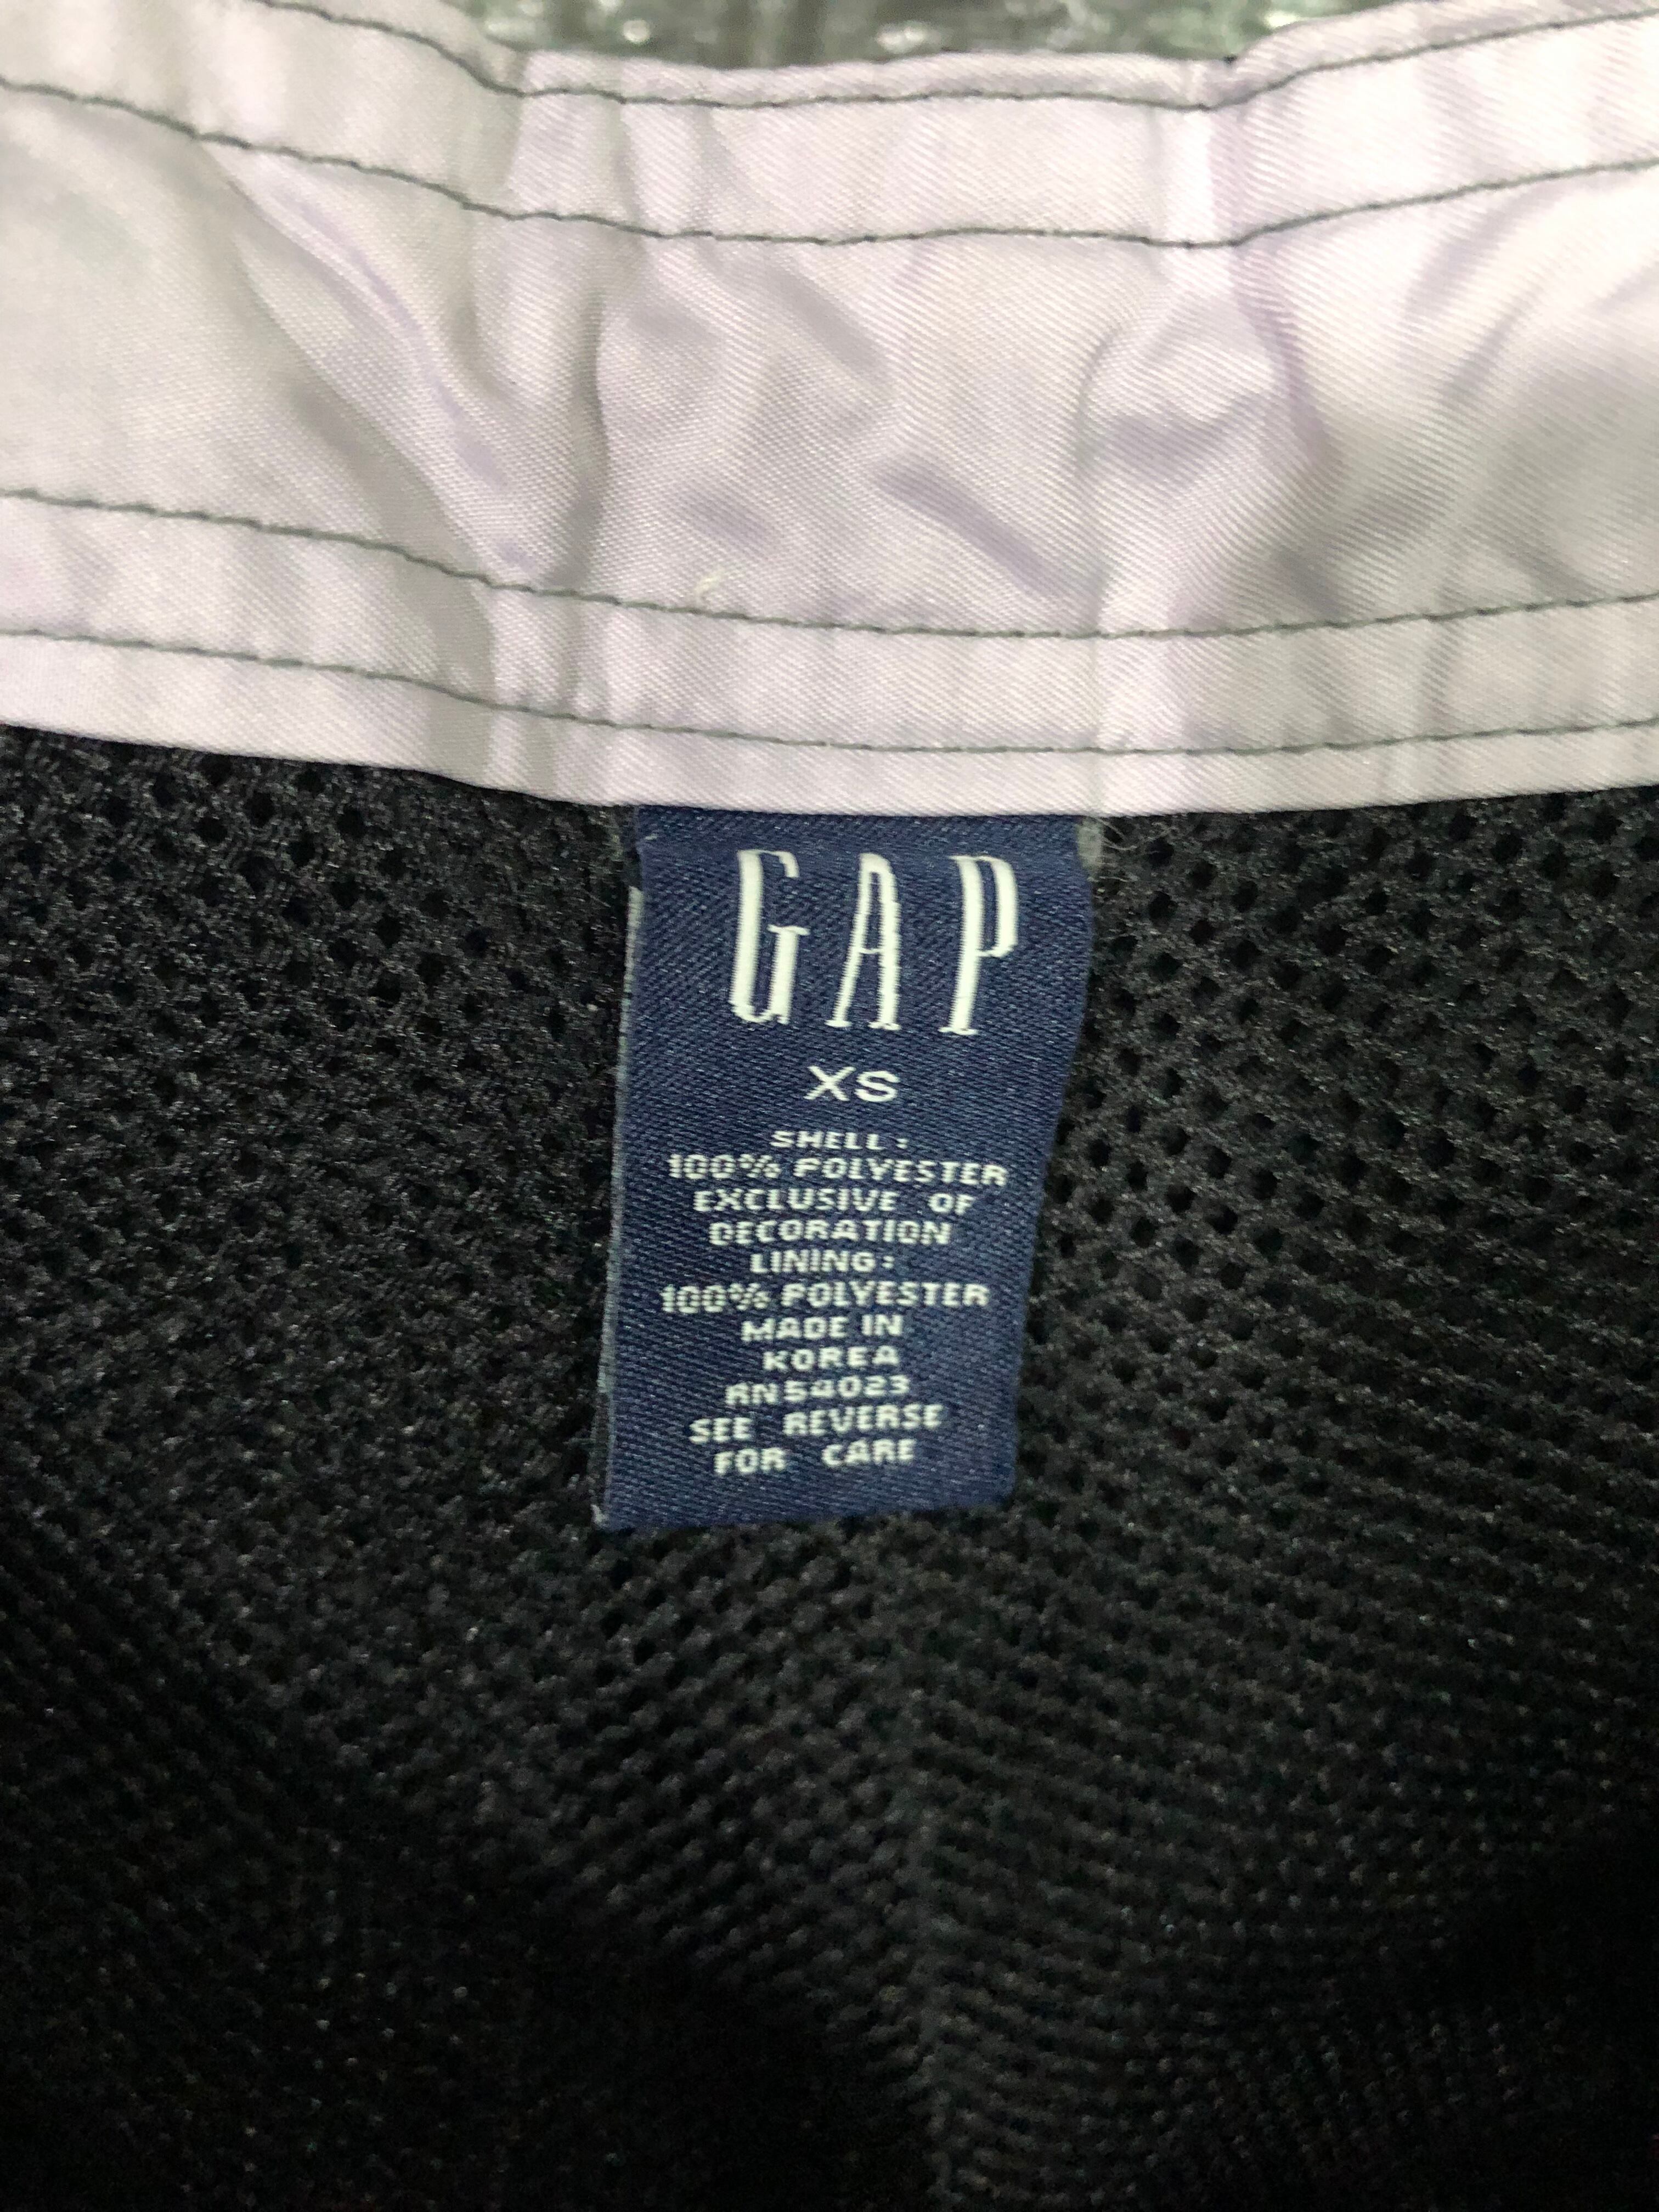 GAP
XS
SHELL:
100% POLYESTER
EXCLUSIVE OF
DECORATION
LINING:
100% POLYESTER
MADE IN
KOREA
RN54023
SEE REVERSE
FOR CARE